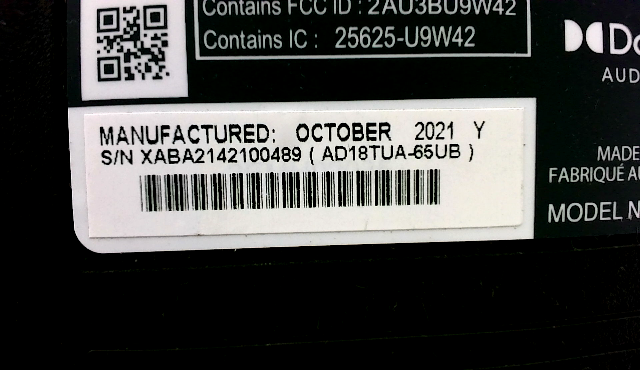 Contains FCC ID : 2AU3BU9W42
Contains IC : 25625-U9W42
MANUFACTURED: OCTOBER 2021 Y
S/N XABA2142100489 ( AD18TUA-65UB )
AUD
MADE
FABRIQUÉ AU
MODEL N